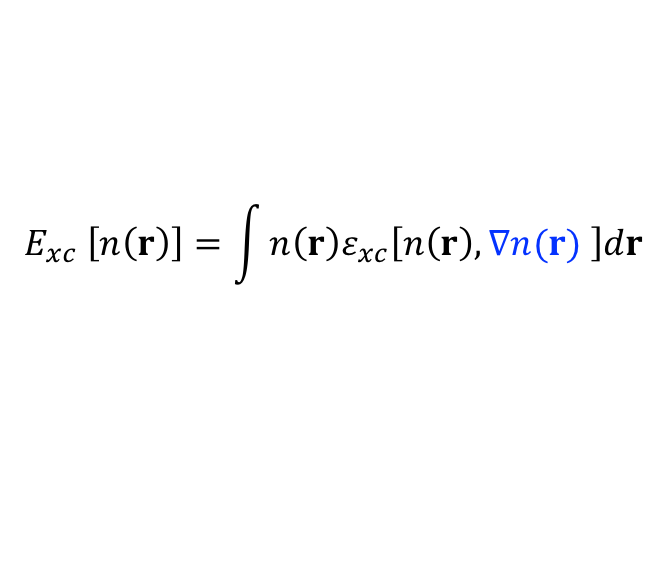 E_xc [n(r)] = ∫ n(r)ε_xc[n(r), ∇n(r) ]dr